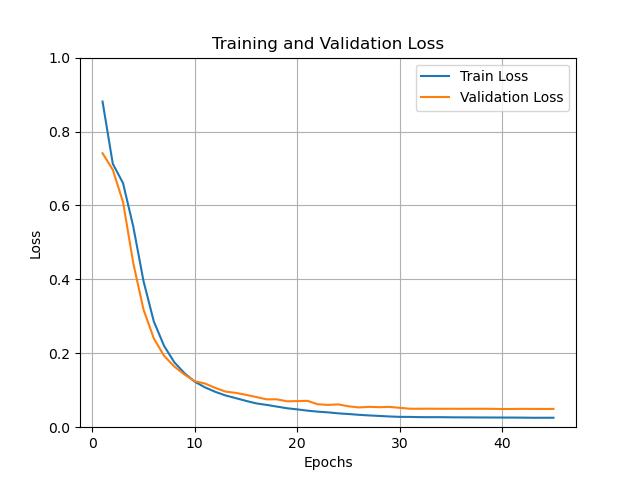 Training and Validation Loss
Train Loss
Validation Loss
Loss
1.0
0.8
0.6
0.4
0.2
0.0
0 10 20 30 40
Epochs